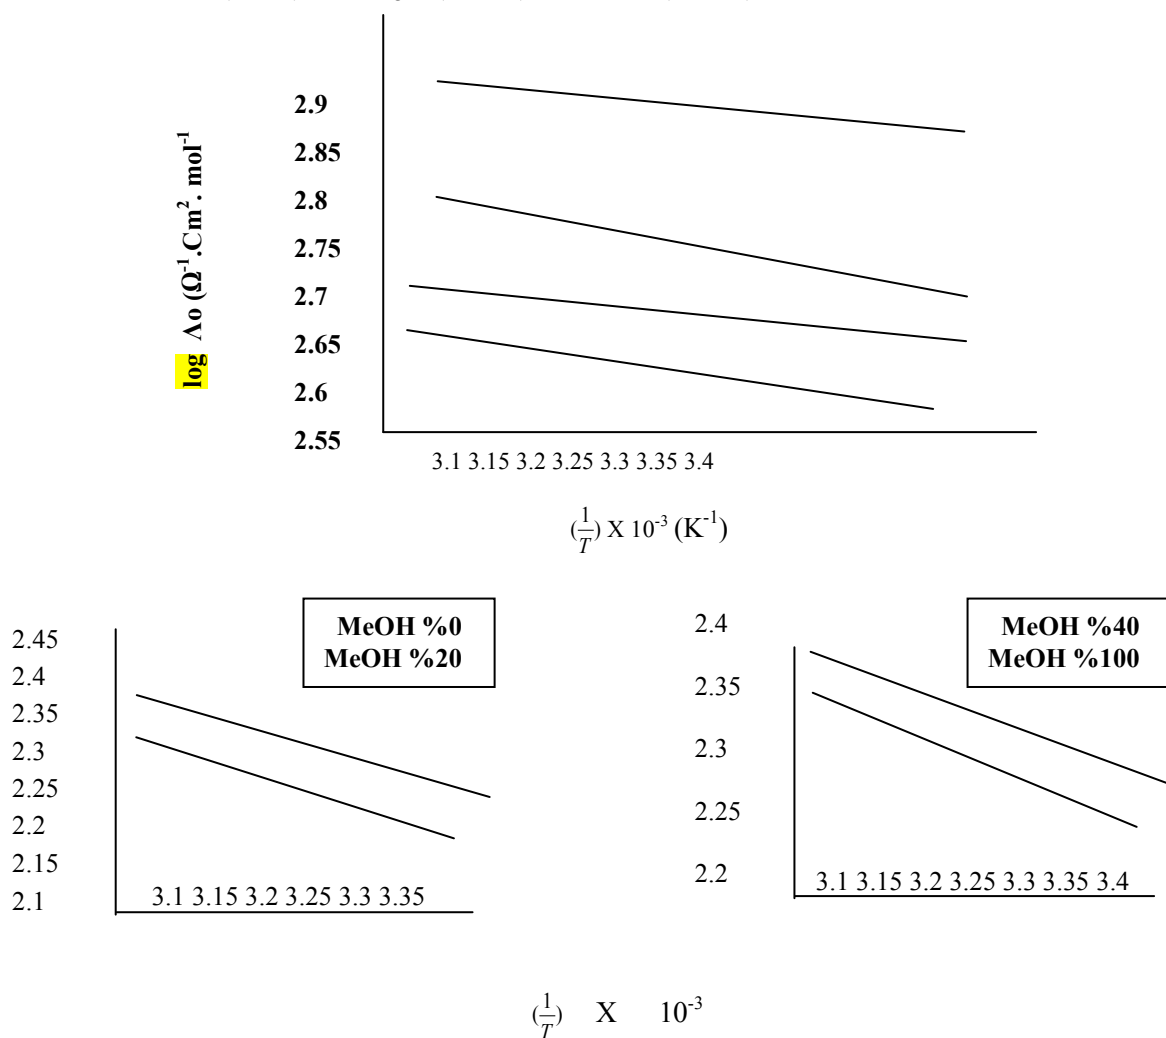 2.9
2.85
2.8
2.75
2.7
2.65
2.6
2.55
log Λo (Ω-1.Cm2. mol-1
3.1 3.15 3.2 3.25 3.3 3.35 3.4
(1/T) X 10-3 (K-1)
MeOH %0
MeOH %20
2.45
2.4
2.35
2.3
2.25
2.2
2.15
2.1
3.1 3.15 3.2 3.25 3.3 3.35
MeOH %40
MeOH %100
2.4
2.35
2.3
2.25
2.2
3.1 3.15 3.2 3.25 3.3 3.35 3.4
(1/T) X 10-3